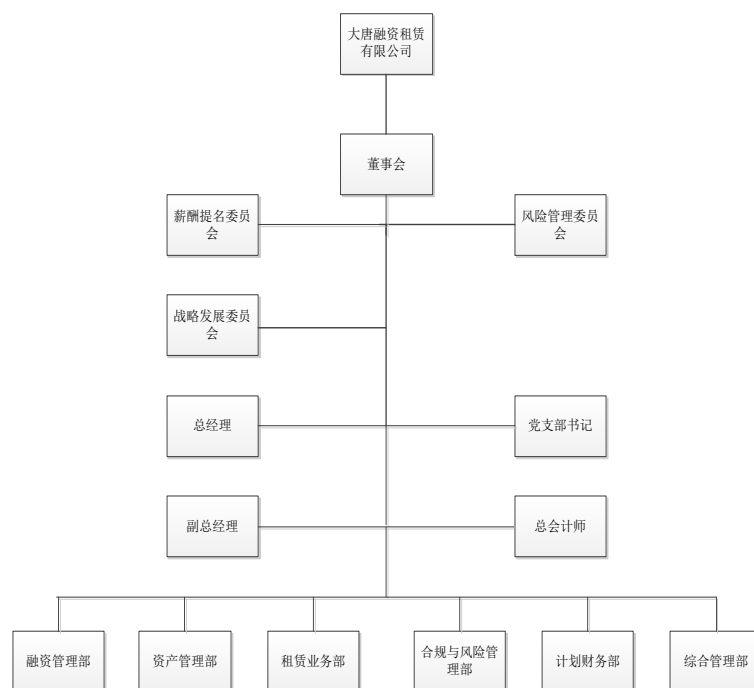 大唐融资租赁
有限公司
董事会
薪酬提名委员
会
风险管理委员
会
战略发展委员
会
总经理
党支部书记
副总经理
总会计师
融资管理部
资产管理部
租赁业务部
合规与风险管
理部
计划财务部
综合管理部